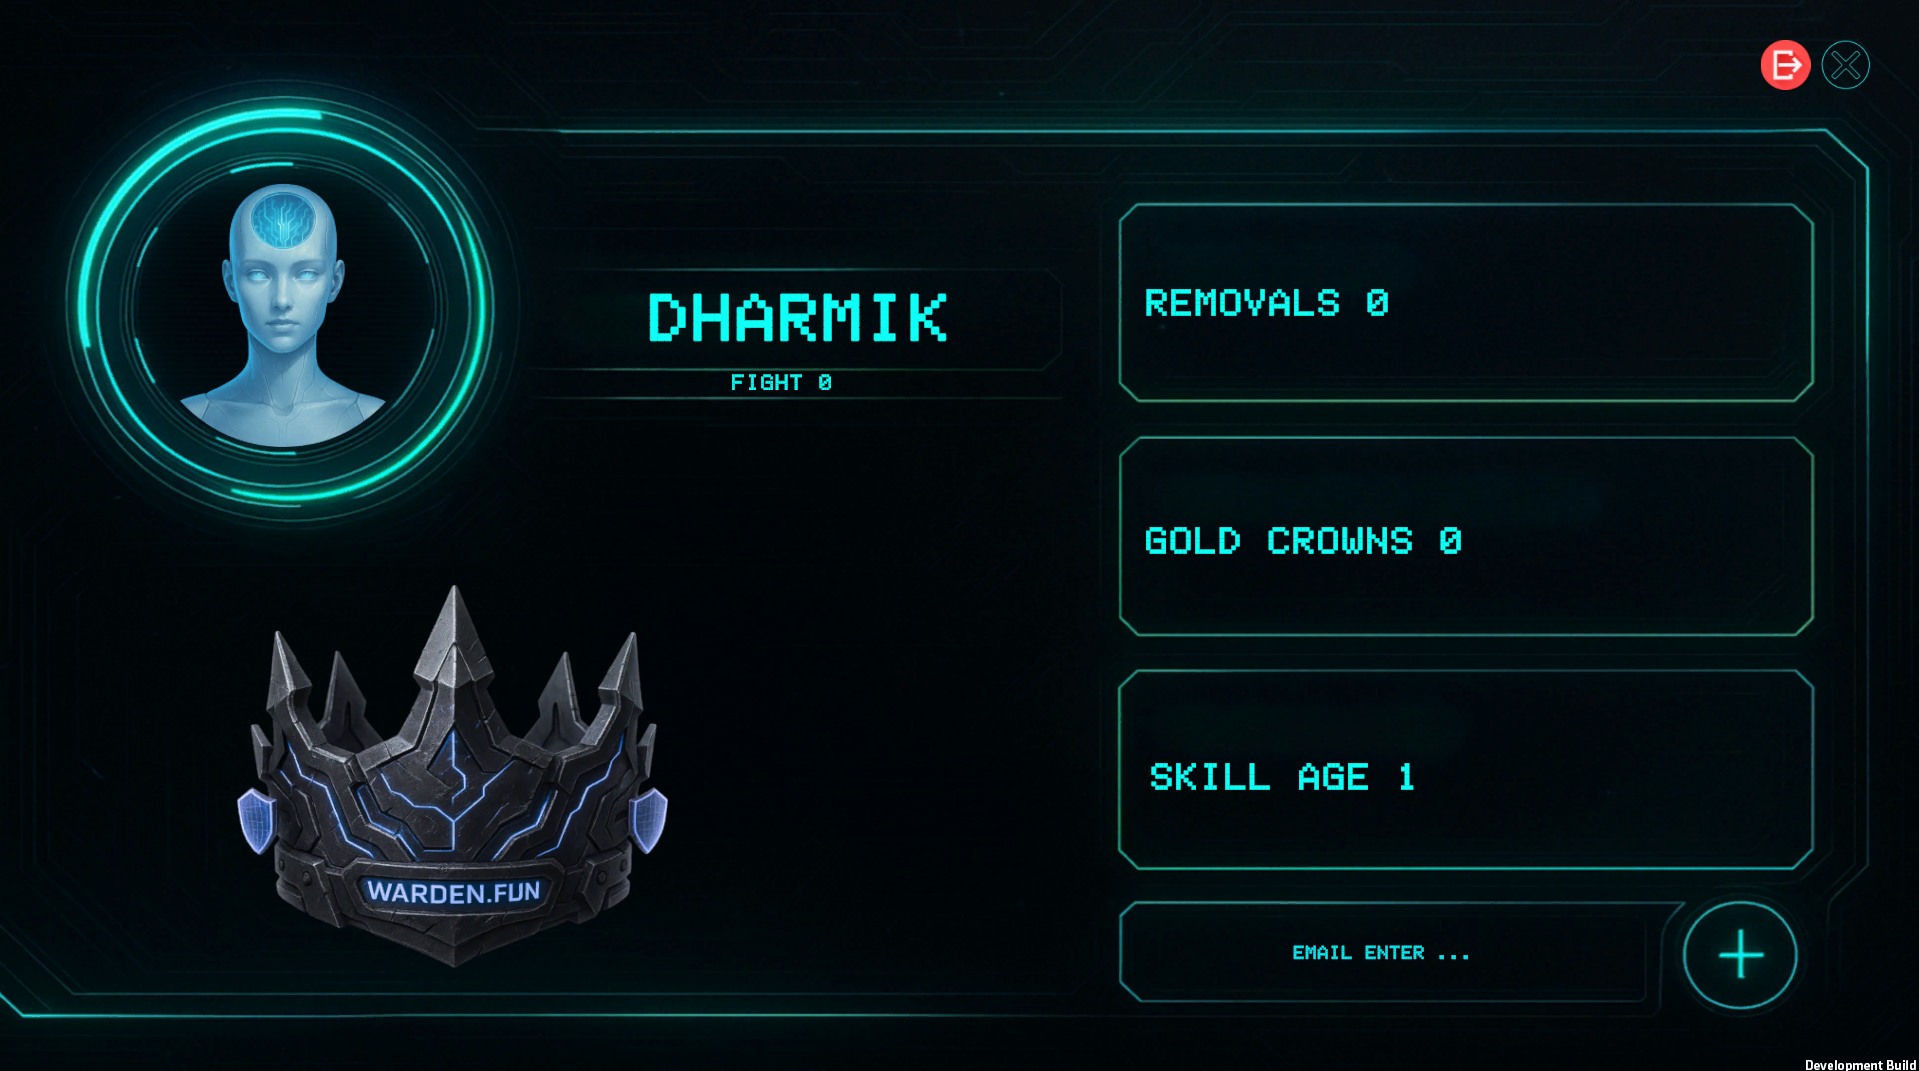 DHARMIK
FIGHT 0
REMOVALS 0
GOLD CROWNS 0
SKILL AGE 1
WARDEN.FUN
EMAIL ENTER ...
Development Build